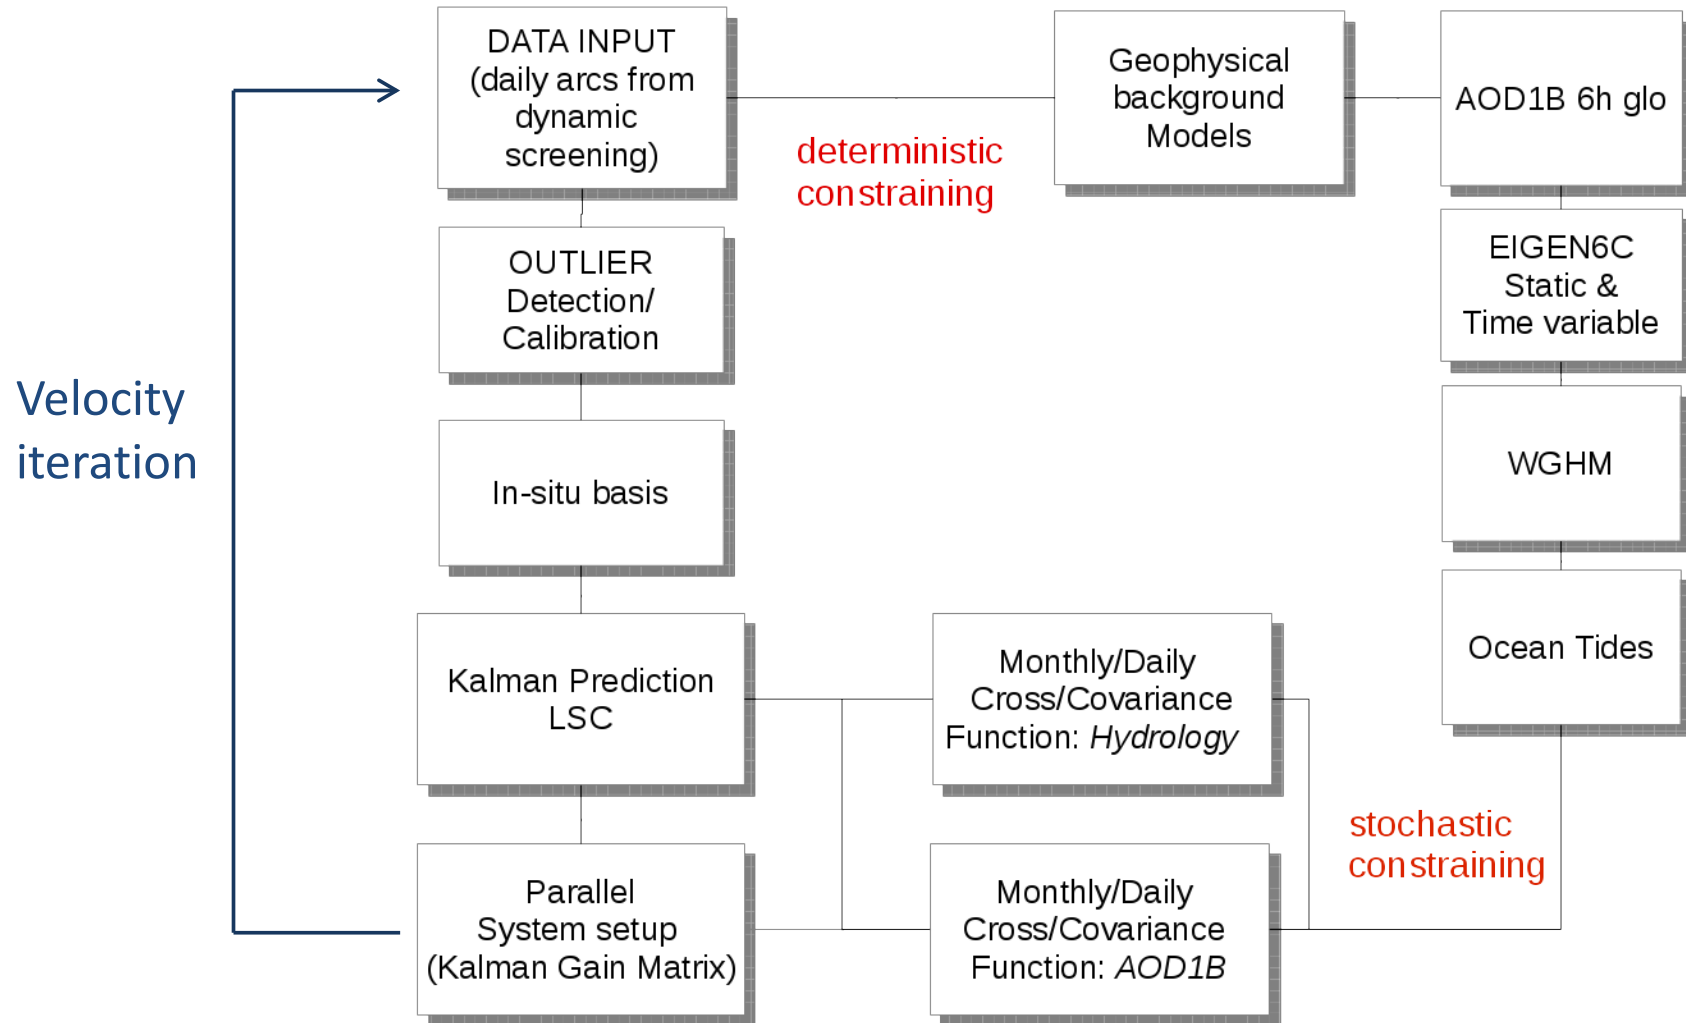 DATA INPUT
(daily arcs from
dynamic
screening)
Geophysical
background
Models
AOD1B 6h glo
deterministic
constraining
OUTLIER
Detection/
Calibration
EIGEN6C
Static &
Time variable
Velocity
iteration
In-situ basis
WGHM
Kalman Prediction
LSC
Monthly/Daily
Cross/Covariance
Function: Hydrology
Ocean Tides
stochastic
constraining
Parallel
System setup
(Kalman Gain Matrix)
Monthly/Daily
Cross/Covariance
Function: AOD1B